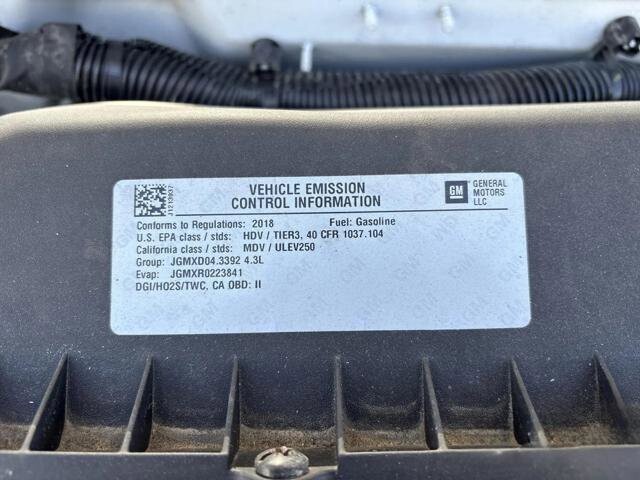 VEHICLE EMISSION
CONTROL INFORMATION
GM GENERAL MOTORS LLC
J1213937
Conforms to Regulations: 2018 Fuel: Gasoline
U.S. EPA class / stds: HDV / TIER3, 40 CFR 1037.104
California class / stds: MDV / ULEV250
Group: JGMXD04.3392 4.3L
Evap: JGMXR0223841
DGI/HO2S/TWC, CA OBD: II